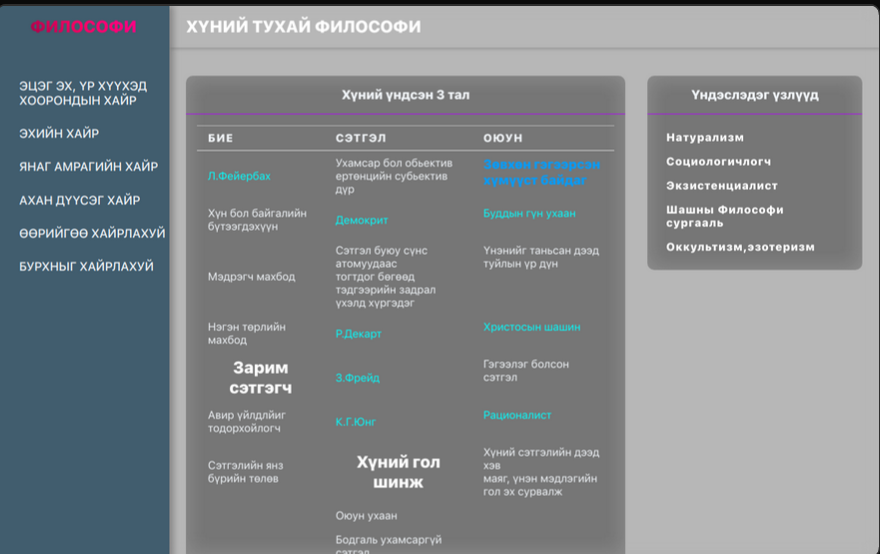 ФИЛОСОФИ
ХҮНИЙ ТУХАЙ ФИЛОСОФИ
ЭЦЭГ ЭХ, ҮР ХҮҮХЭД
ХООРОНДЫН ХАЙР
ЭХИЙН ХАЙР
ЯНАГ АМРАГИЙН ХАЙР
АХАН ДҮҮСЭГ ХАЙР
ӨӨРИЙГӨӨ ХАЙРЛАХУЙ
БУРХНЫГ ХАЙРЛАХУЙ
Хүний үндсэн 3 тал
БИЕ
Л.Фейербах
Хүн бол байгалийн
бүтээгдэхүүн
Мэдрэгч махбод
Нэгэн төрлийн
махбод
Зарим
сэтгэгч
Авир үйлдлийг
тодорхойлогч
Сэтгэлийн янз
бүрийн төлөв
СЭТГЭЛ
Ухамсар бол обьектив
ертөнцийн субьектив
дүр
Демокрит
Сэтгэл буюу сүнс
атомуудаас
тогтдог бөгөөд
тэдгээрийн задрал
үхэлд хүргэдэг
Р.Декарт
З.Фрейд
К.Г.Юнг
Хүний гол
шинж
Оюун ухаан
Бодгаль ухамсаргүй
сэтгэл
ОЮУН
Зөвхөн гэгээрсэн
хүмүүст байдаг
Буддын гүн ухаан
Үнэнийг таньсан дээд
туйлын үр дүн
Христосын шашин
Гэгээлэг болсон
сэтгэл
Рационалист
Хүний сэтгэлийн дээд
хэв
маяг, үнэн мэдлэгийн
гол эх сурвалж
Үндэслэдэг үзлүүд
Натурализм
Социологичлогч
Экзистенциалист
Шашны Философи
сургааль
Оккультизм,эзотеризм